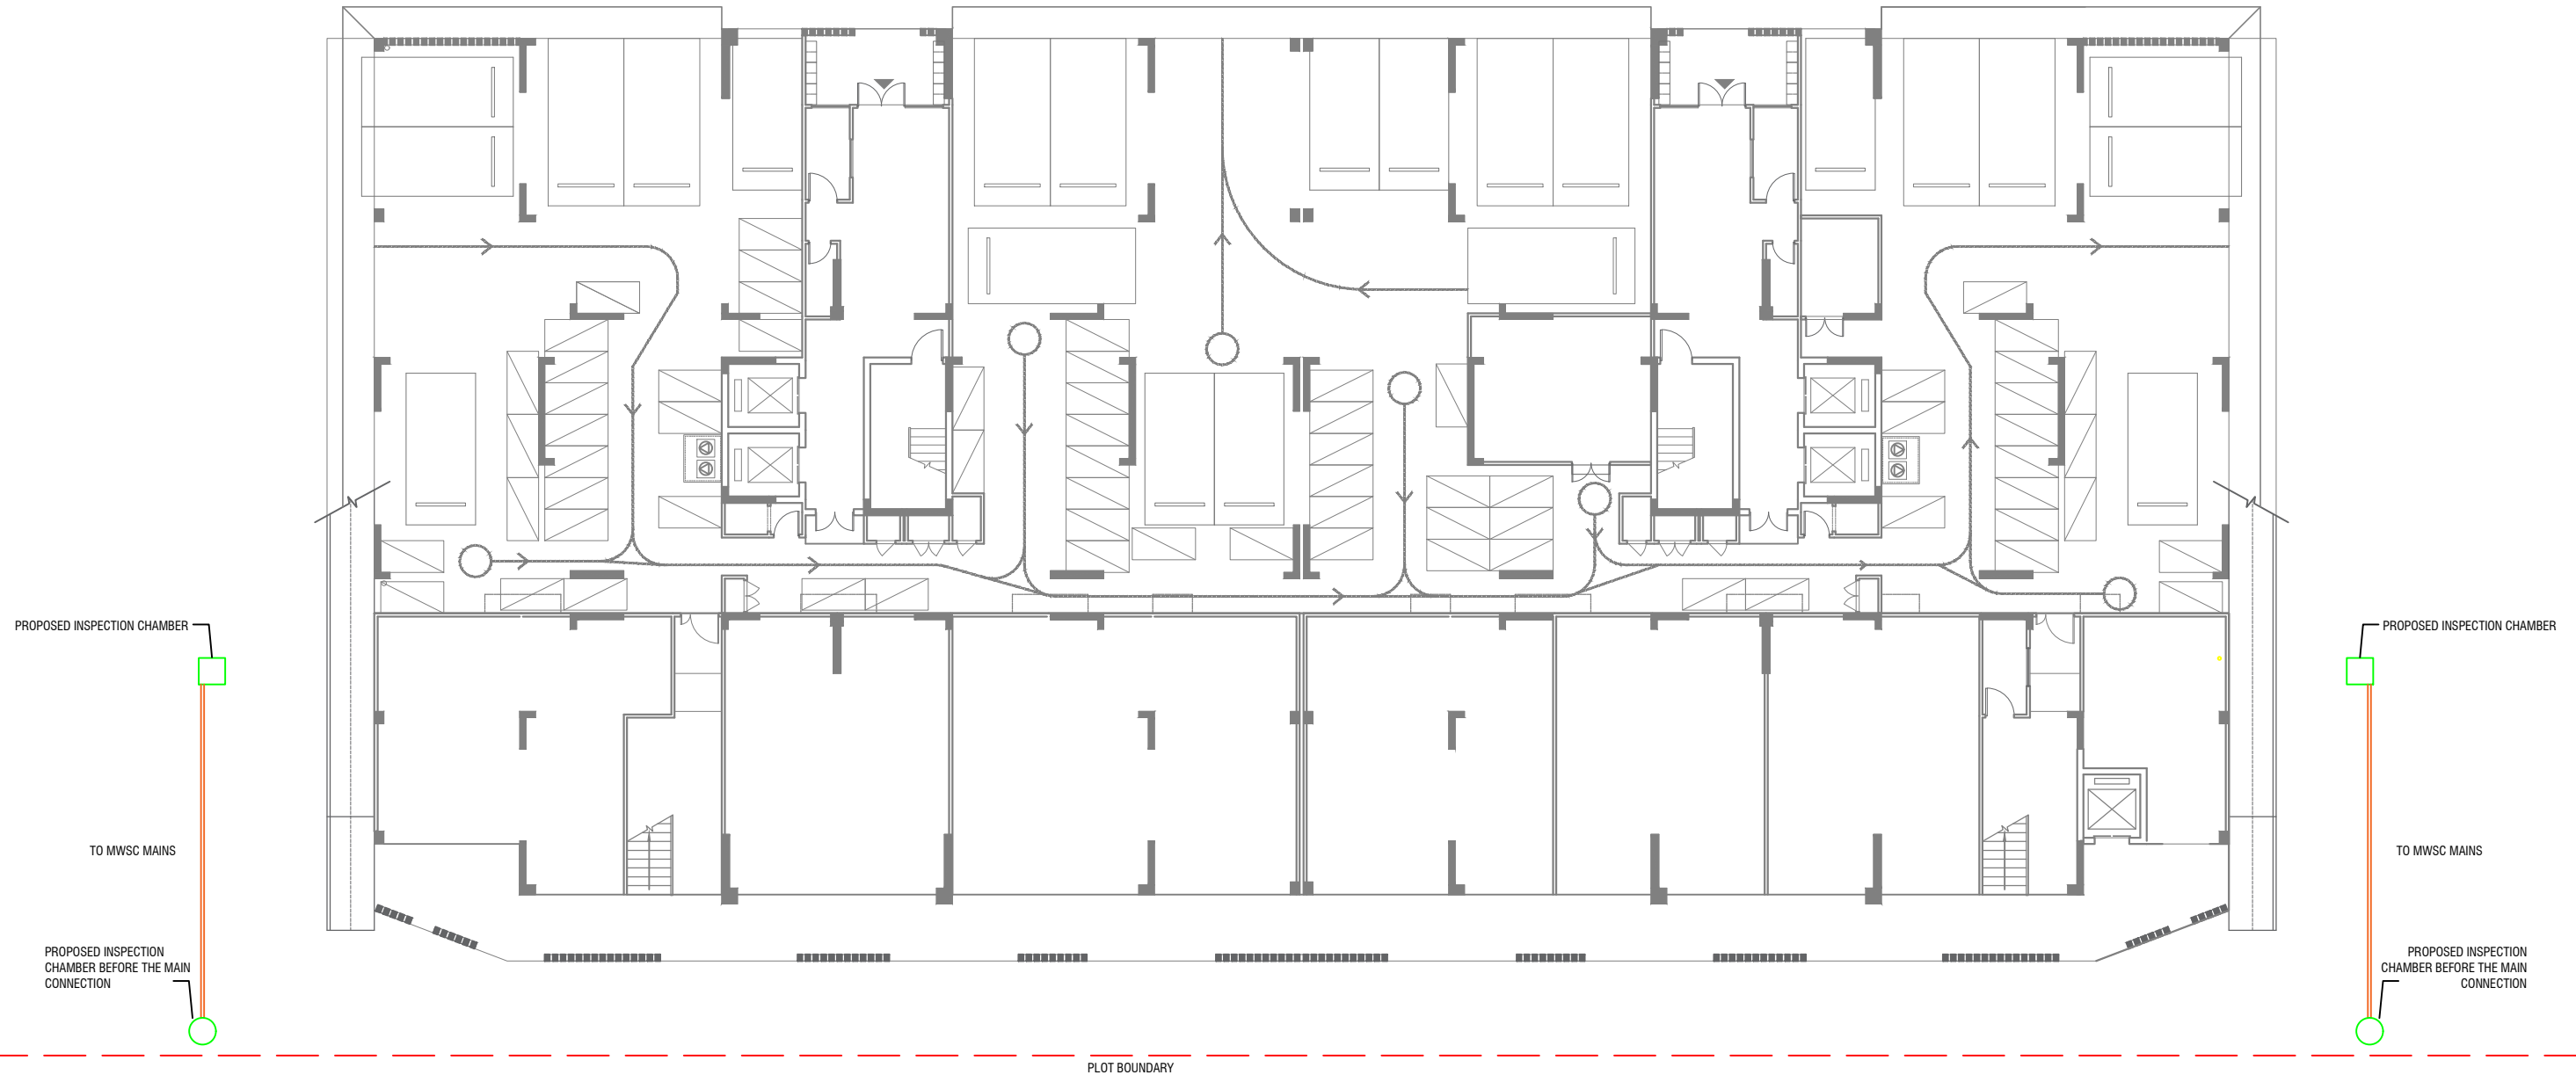 PROPOSED INSPECTION CHAMBER
PROPOSED INSPECTION CHAMBER
TO MWSC MAINS
TO MWSC MAINS
PROPOSED INSPECTION
CHAMBER BEFORE THE MAIN
CONNECTION
PROPOSED INSPECTION
CHAMBER BEFORE THE MAIN
CONNECTION
PLOT BOUNDARY